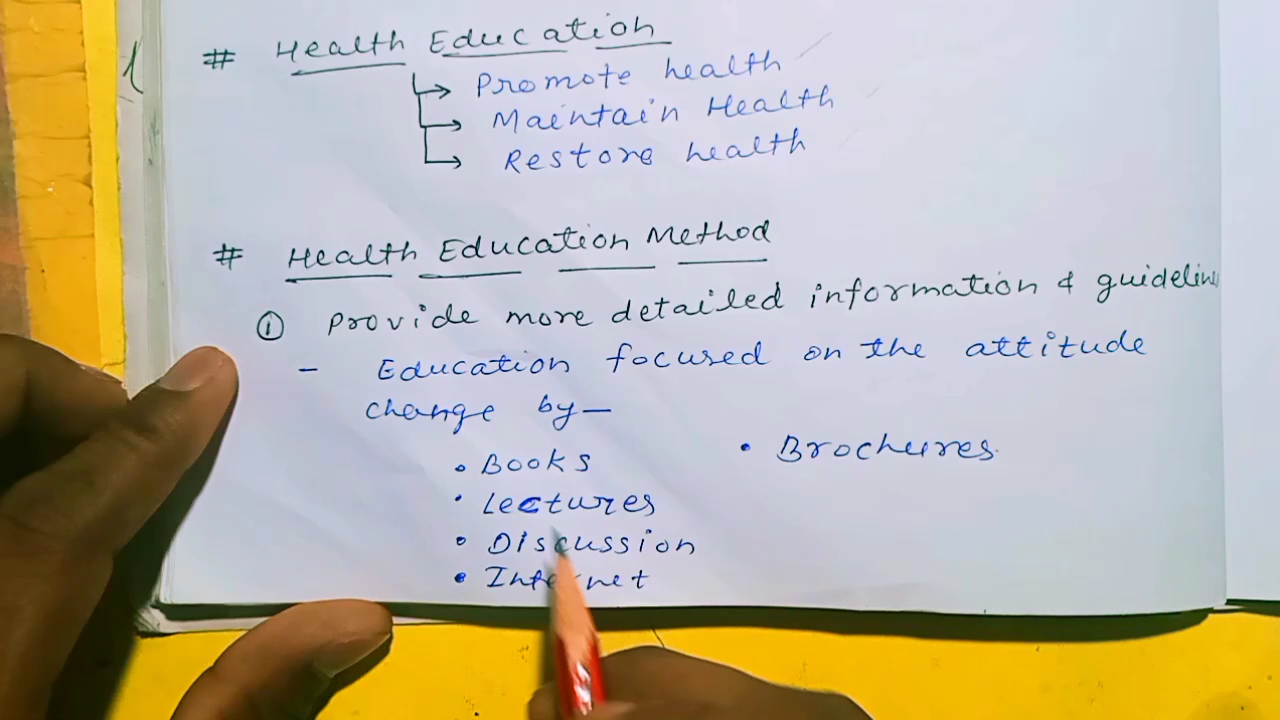 # Health Education
→ Promote health
→ Maintain Health
→ Restore health
# Health Education Method
① Provide more detailed information & guideline
- Education focused on the attitude
change by—
• Books
• Brochures
• Lectures
• Discussion
• Internet